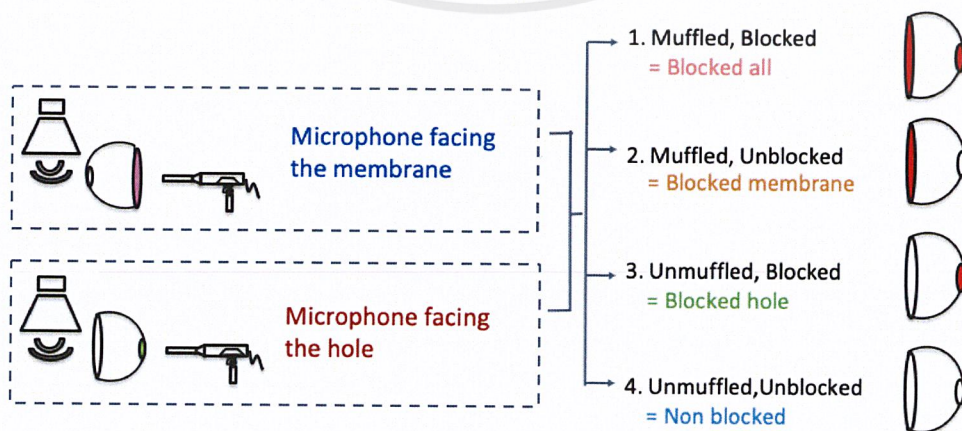 Microphone facing
the membrane
Microphone facing
the hole
1. Muffled, Blocked
= Blocked all
2. Muffled, Unblocked
= Blocked membrane
3. Unmuffled, Blocked
= Blocked hole
4. Unmuffled,Unblocked
= Non blocked